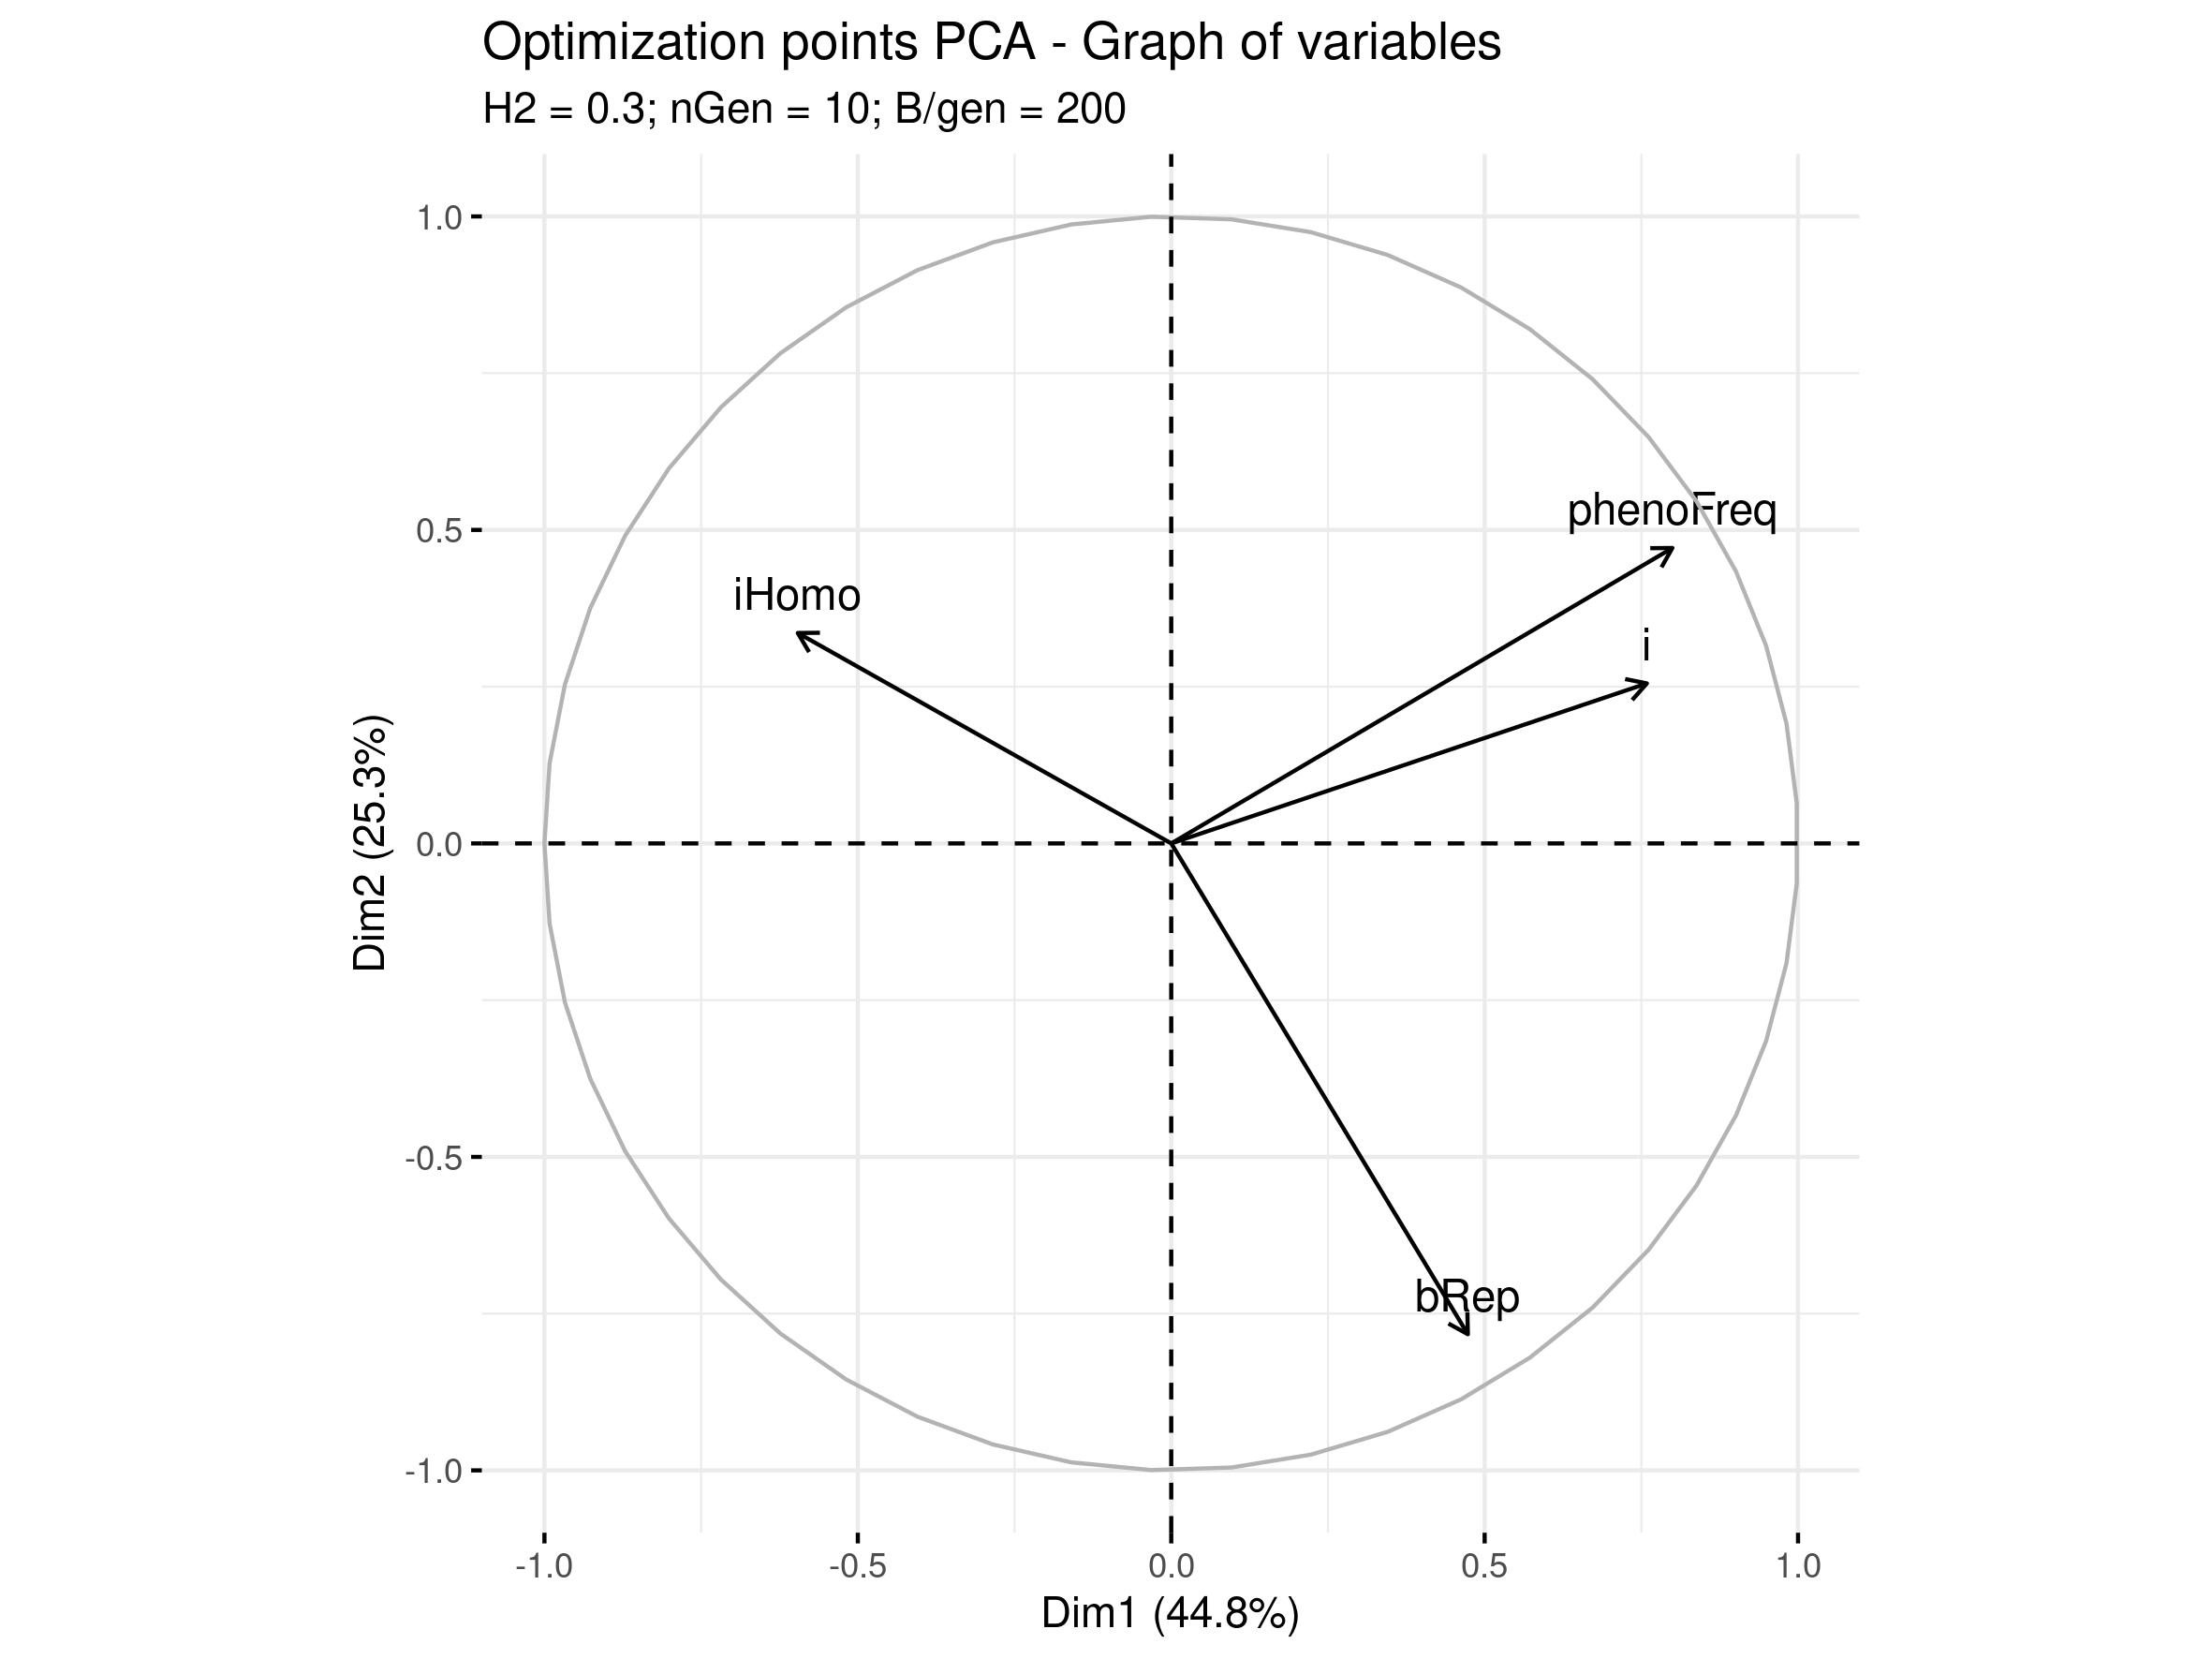 Optimization points PCA - Graph of variables
H2 = 0.3; nGen = 10; B/gen = 200
1.0
0.5
0.0
-0.5
-1.0
Dim2 (25.3%)
phenoFreq
iHomo
i
bRep
-1.0
-0.5
0.0
0.5
1.0
Dim1 (44.8%)